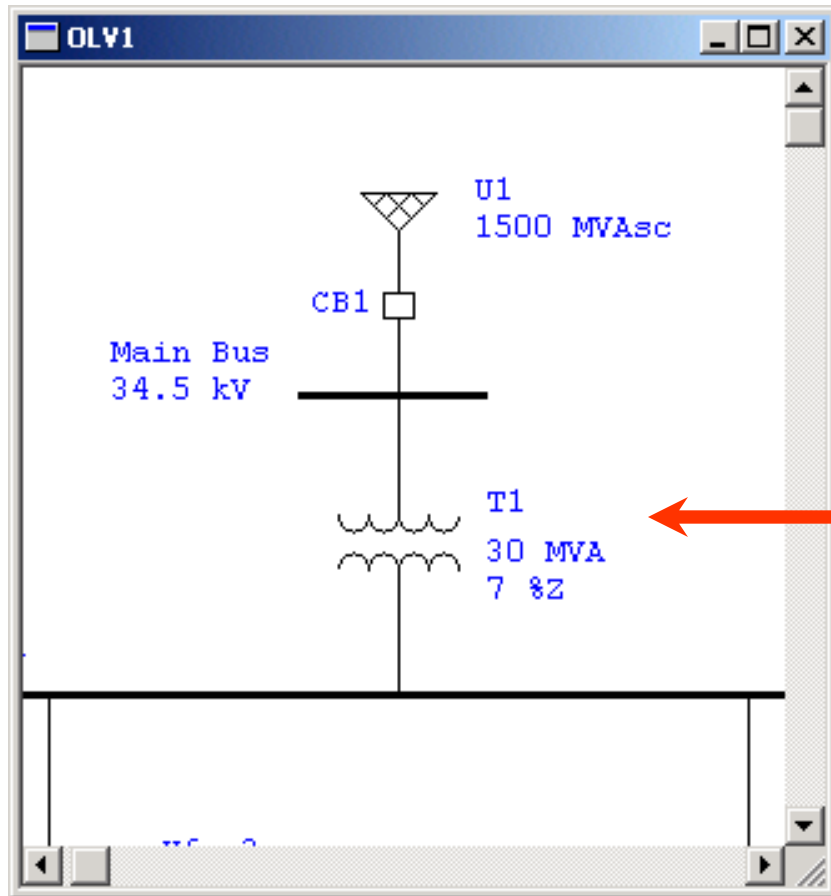 OLV1
U1
1500 MVAsc
CB1
Main Bus
34.5 kV
T1
30 MVA
7 %Z